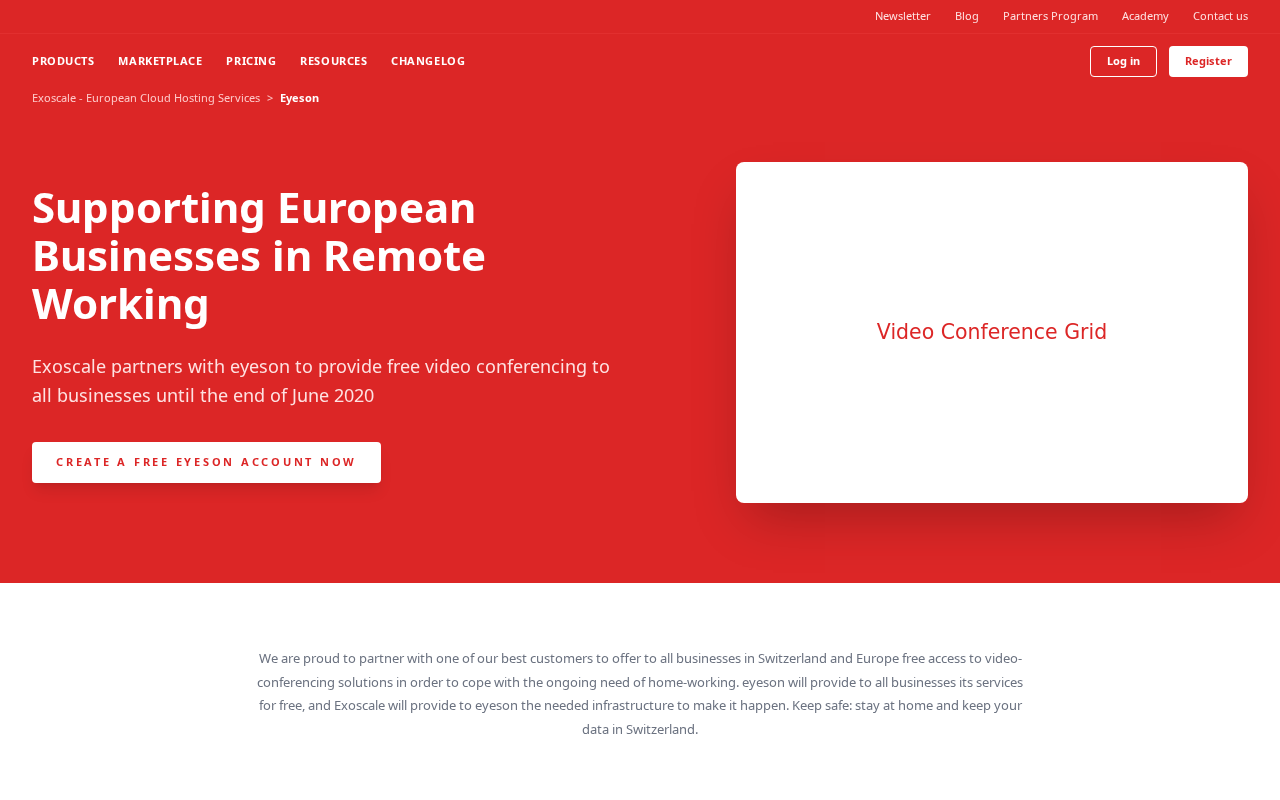 Newsletter Blog Partners Program Academy Contact us
PRODUCTS MARKETPLACE PRICING RESOURCES CHANGELOG Log in Register
Exoscale - European Cloud Hosting Services > Eyeson
Supporting European
Businesses in Remote
Working
Exoscale partners with eyeson to provide free video conferencing to
all businesses until the end of June 2020
CREATE A FREE EYESON ACCOUNT NOW
Video Conference Grid
We are proud to partner with one of our best customers to offer to all businesses in Switzerland and Europe free access to video-
conferencing solutions in order to cope with the ongoing need of home-working. eyeson will provide to all businesses its services
for free, and Exoscale will provide to eyeson the needed infrastructure to make it happen. Keep safe: stay at home and keep your
data in Switzerland.